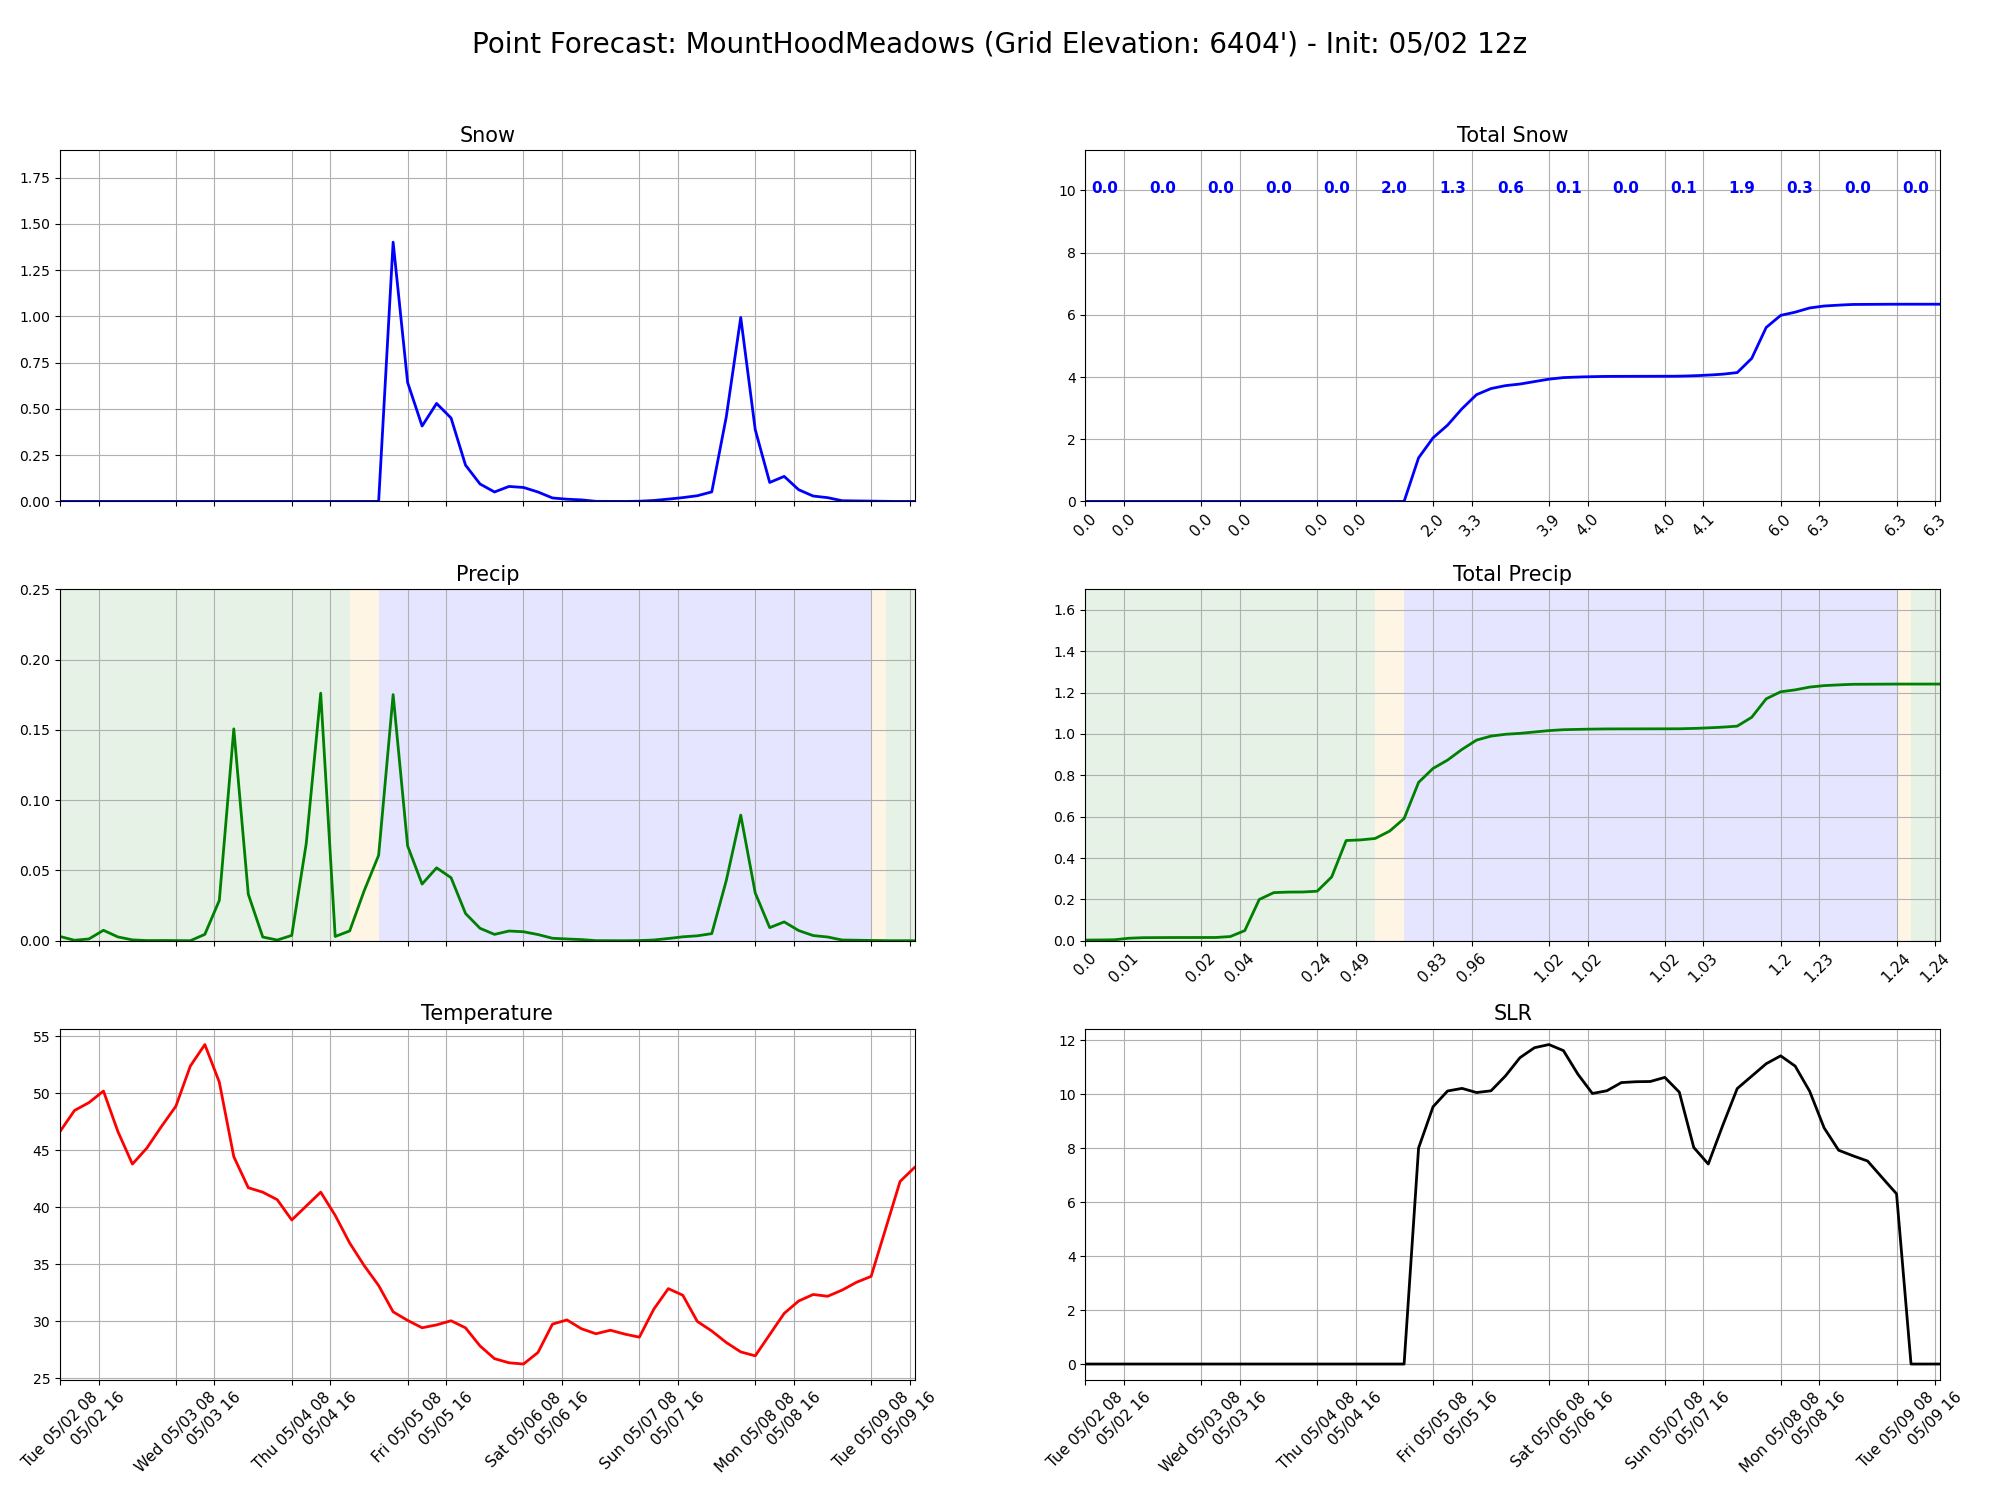 Point Forecast: MountHoodMeadows (Grid Elevation: 6404') - Init: 05/02 12z
Snow
1.75
1.50
1.25
1.00
0.75
0.50
0.25
0.00
Total Snow
10
8
6
4
2
0
0.0 0.0 0.0 0.0 0.0 2.0 1.3 0.6 0.1 0.0 0.1 1.9 0.3 0.0 0.0
0.0 0.0 0.0 0.0 0.0 0.0 2.0 3.3 3.9 4.0 4.0 4.1 6.0 6.3 6.3 6.3
Precip
0.25
0.20
0.15
0.10
0.05
0.00
Total Precip
1.6
1.4
1.2
1.0
0.8
0.6
0.4
0.2
0.0
0.0 0.01 0.02 0.04 0.24 0.49 0.83 0.96 1.02 1.02 1.02 1.03 1.2 1.23 1.24 1.24
Temperature
55
50
45
40
35
30
25
Tue 05/02 08
05/02 16
Wed 05/03 08
05/03 16
Thu 05/04 08
05/04 16
Fri 05/05 08
05/05 16
Sat 05/06 08
05/06 16
Sun 05/07 08
05/07 16
Mon 05/08 08
05/08 16
Tue 05/09 08
05/09 16
SLR
12
10
8
6
4
2
0
Tue 05/02 08
05/02 16
Wed 05/03 08
05/03 16
Thu 05/04 08
05/04 16
Fri 05/05 08
05/05 16
Sat 05/06 08
05/06 16
Sun 05/07 08
05/07 16
Mon 05/08 08
05/08 16
Tue 05/09 08
05/09 16